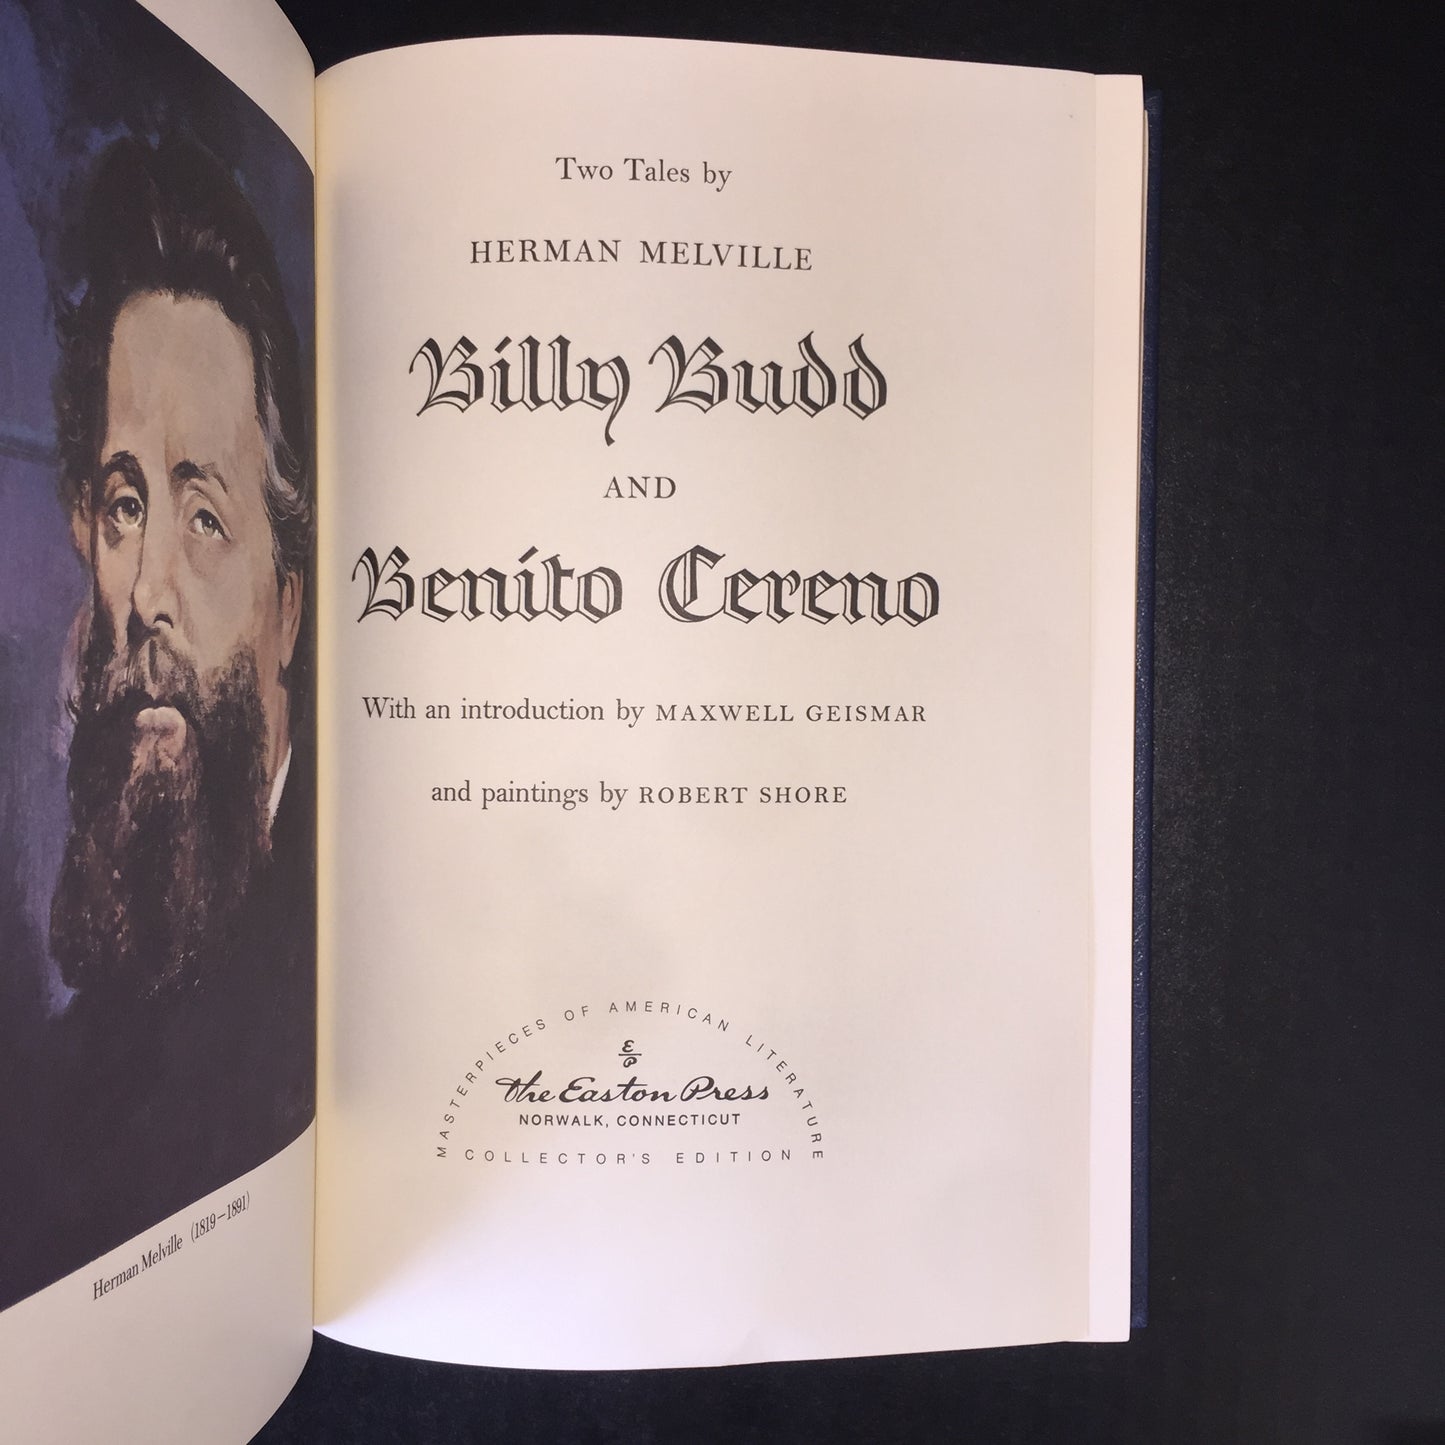 Herman Melville (1819–1891)
Two Tales by
HERMAN MELVILLE
Billy Budd
AND
Benito Cereno
With an introduction by MAXWELL GEISMAR
and paintings by ROBERT SHORE
MASTERPIECES OF AMERICAN LITERATURE
EP
The Easton Press
NORWALK, CONNECTICUT
COLLECTOR'S EDITION